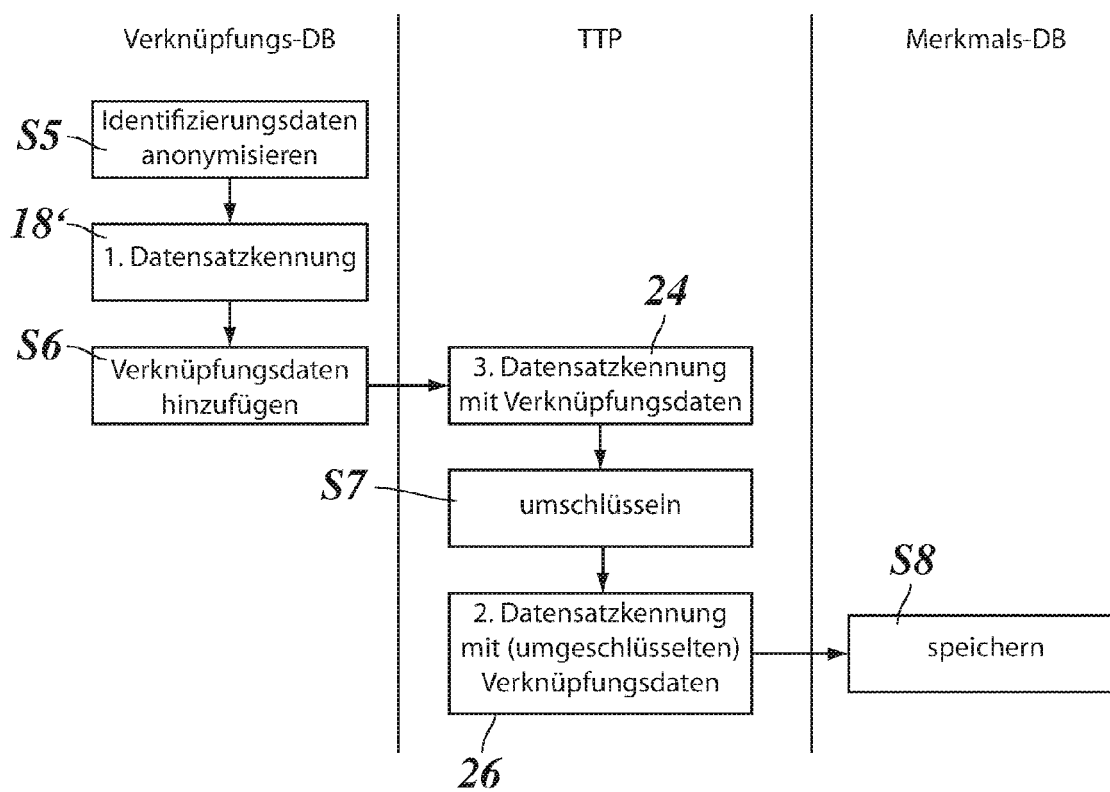 Verknüpfungs-DB
TTP
Merkmals-DB
S5
Identifizierungsdaten
anonymisieren
18‘
1. Datensatzkennung
S6
Verknüpfungsdaten
hinzufügen
24
3. Datensatzkennung
mit Verknüpfungsdaten
S7
umschlüsseln
2. Datensatzkennung
mit (umgeschlüsselten)
Verknüpfungsdaten
26
S8
speichern